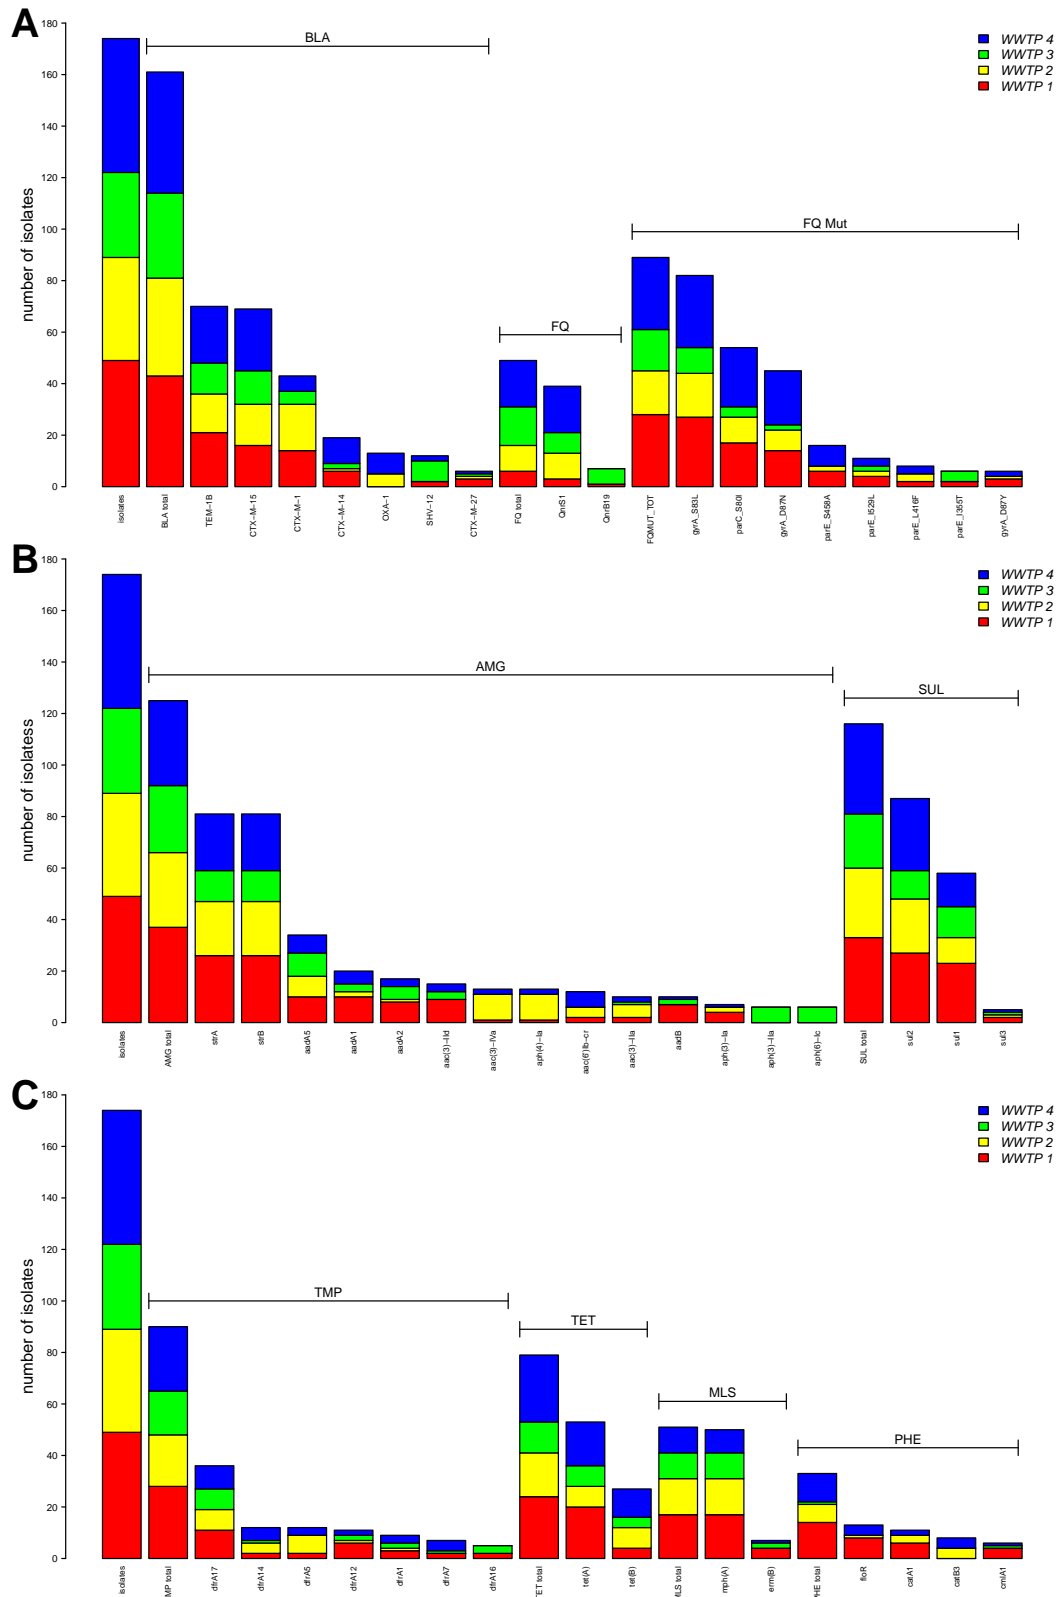 A
180
160
140
120
100
80
60
40
20
0
number of isolates
BLA
FQ
FQ Mut
WWTP 4
WWTP 3
WWTP 2
WWTP 1
isolates
BLA total
TEM−1B
CTX−M−15
CTX−M−1
CTX−M−14
OXA−1
SHV−12
CTX−M−27
FQ total
QnrS1
QnrB19
FQMUT_TOT
gyrA_S83L
parC_S80I
gyrA_D87N
parE_S458A
parE_I529L
parE_L416F
parE_I355T
gyrA_D87Y
B
180
160
140
120
100
80
60
40
20
0
number of isolatess
AMG
SUL
WWTP 4
WWTP 3
WWTP 2
WWTP 1
isolates
AMG total
strA
strB
aadA5
aadA1
aadA2
aac(3)−IId
aac(3)−IVa
aph(4)−Ia
aac(6')Ib−cr
aac(3)−IIa
aadB
aph(3)−Ia
aph(3)−IIa
aph(6)−Ic
SUL total
sul2
sul1
sul3
C
180
160
140
120
100
80
60
40
20
0
number of isolates
TMP
TET
MLS
PHE
WWTP 4
WWTP 3
WWTP 2
WWTP 1
isolates
MP total
dfrA17
dfrA14
dfrA5
dfrA12
dfrA1
dfrA7
dfrA16
TET total
tet(A)
tet(B)
MLS total
mph(A)
erm(B)
PHE total
floR
catA1
catB3
cmlA1